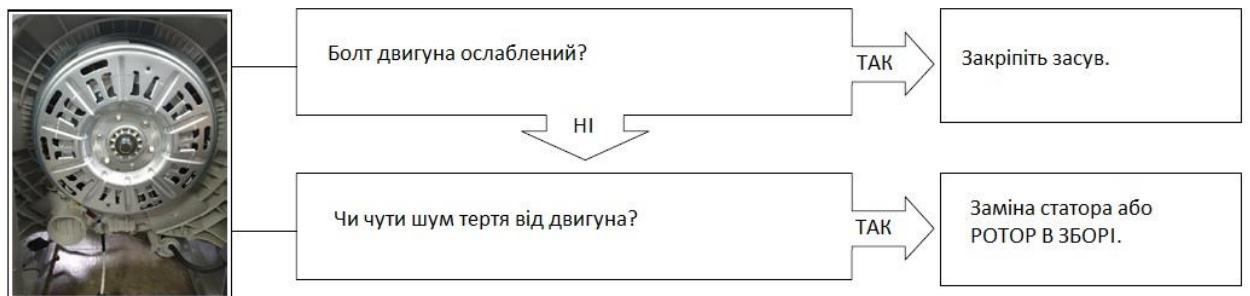 Болт двигуна ослаблений?
ТАК
Закріпіть засув.
НІ
Чи чути шум тертя від двигуна?
ТАК
Заміна статора або
РОТОР В ЗБОРІ.